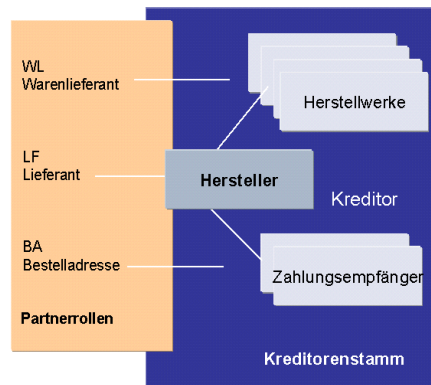 WL
Warenlieferant
Herstellwerke
LF
Lieferant
Hersteller
Kreditor
BA
Bestelladresse
Zahlungsempfänger
Partnerrollen
Kreditorenstamm